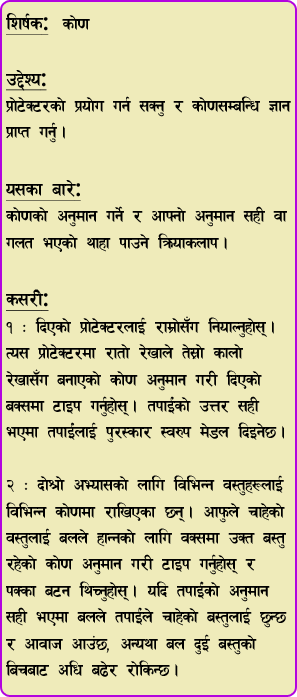 शिर्षक: कोण
उद्देश्य:
प्रोटेक्टरको प्रयोग गर्न सक्नु र कोणसम्बन्धि ज्ञान
प्राप्त गर्नु ।
यसका बारे:
कोणको अनुमान गर्ने र आफ्नो अनुमान सही वा
गलत भएको थाहा पाउने क्रियाकलाप ।
कसरी:
१ : दिएको प्रोटेक्टरलाई राम्रोसँग नियाल्नुहोस् ।
त्यस प्रोटेक्टरमा रातो रेखाले तेर्स्रो कालो
रेखासँग बनाएको कोण अनुमान गरी दिएको
बक्समा टाइप गर्नुहोस् । तपाईंको उत्तर सही
भएमा तपाईंलाई पुरस्कार स्वरुप मेडल दिइनेछ ।
२ : दोश्रो अभ्यासको लागि विभिन्न वस्तुहरूलाई
विभिन्न कोणमा राखिएका छन् । आफुले चाहेको
वस्तुलाई बलले हान्नको लागि बक्समा उक्त बस्तु
रहेको कोण अनुमान गरी टाइप गर्नुहोस् र
पक्का बटन थिच्नुहोस् । यदि तपाईंको अनुमान
सही भएमा बलले तपाईंले चाहेको बस्तुलाई छुन्छ
र आवाज आउंछ, अन्यथा बल दुई बस्तुको
बिचबाट अघि बढेर रोकिन्छ ।